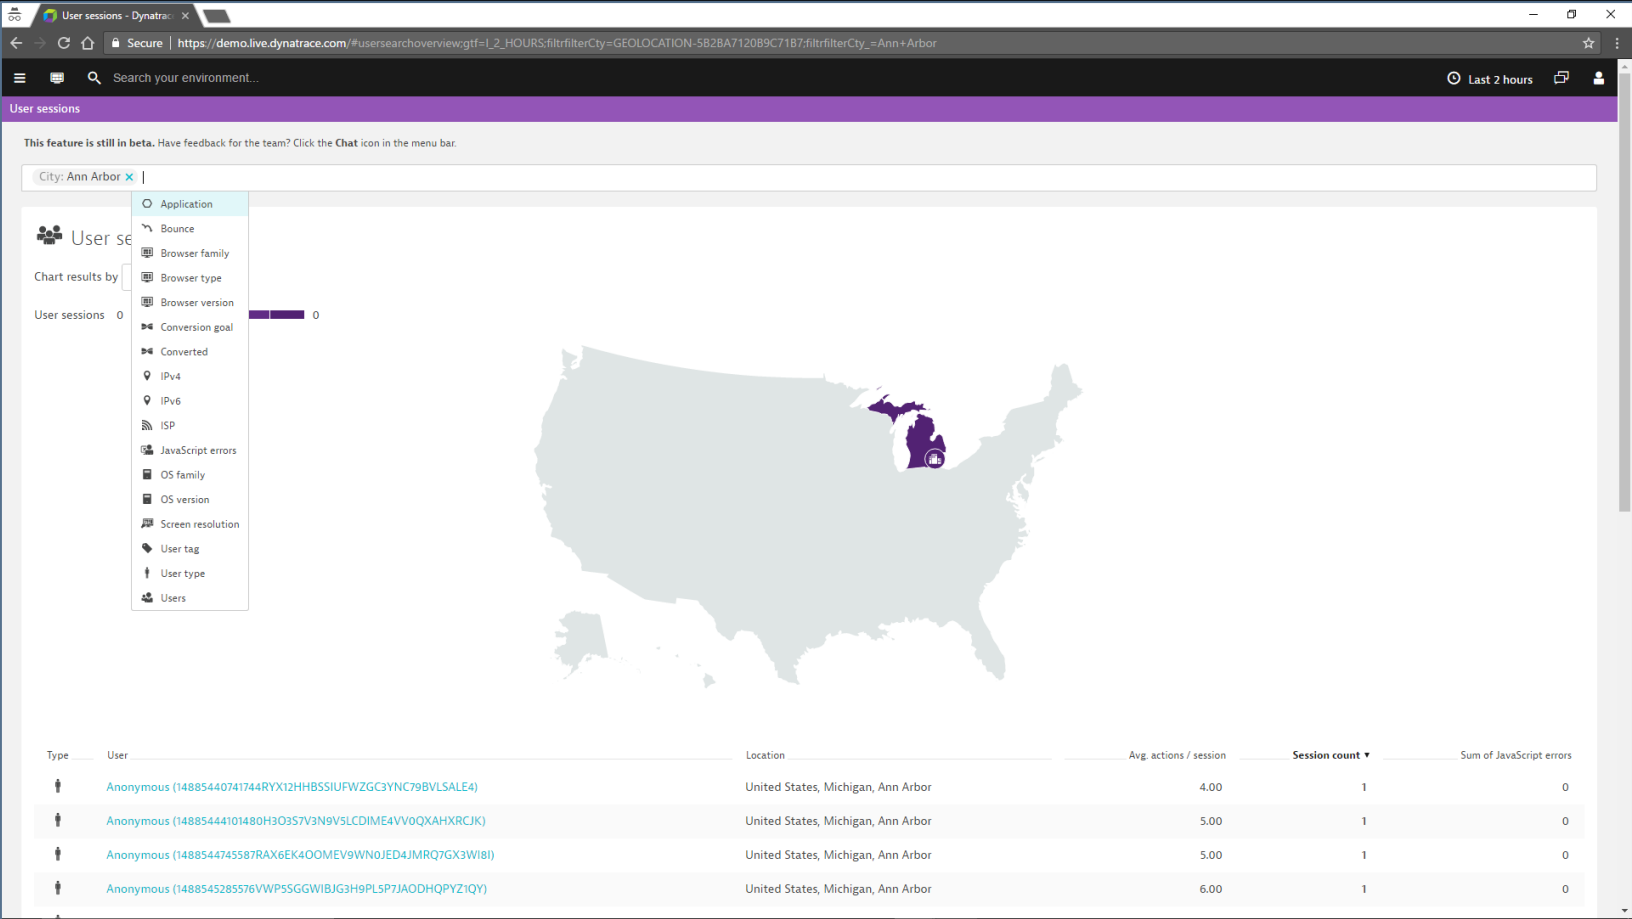 User sessions - Dynatrac
Secure https://demo.live.dynatrace.com/#usersearchoverview;gtf=l_2_HOURS;filtrfilterCty=GEOLOCATION-5B2BA7120B9C71B7;filtrfilterCty_=Ann+Arbor
Search your environment... Last 2 hours
User sessions
This feature is still in beta. Have feedback for the team? Click the Chat icon in the menu bar.
City: Ann Arbor
Application
Bounce
User se
Browser family
Chart results by
Browser type
Browser version
User sessions 0 0
Conversion goal
Converted
IPv4
IPv6
ISP
JavaScript errors
OS family
OS version
Screen resolution
User tag
User type
Users
Type User Location Avg. actions / session Session count ▼ Sum of JavaScript errors
Anonymous (14885440741744RYX12HHBSSIUFWZGC3YNC79BVLSALE4) United States, Michigan, Ann Arbor 4.00 1 0
Anonymous (14885444101480H3O3S7V3N9V5LCDIME4VV0QXAHXRCJK) United States, Michigan, Ann Arbor 5.00 1 0
Anonymous (1488544745587RAX6EK4OOMEV9WN0JED4JMRQ7GX3WI8I) United States, Michigan, Ann Arbor 5.00 1 0
Anonymous (1488545285576VWP5SGGWIBJG3H9PL5P7JAODHQPYZ1QY) United States, Michigan, Ann Arbor 6.00 1 0